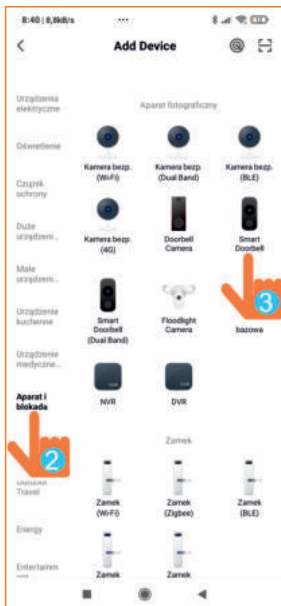 8:40 | 8,8kB/s
Add Device
Urządzenia
elektryczne
Oświetlenie
Czujnik
ochrony
Duże
urządzeni...
Małe
urządzeni...
Urządzenie
kuchenne
Urządzenie
medyczne...
Aparat i
blokada
2
Travel
Energy
Entertainm
Aparat fotograficzny
Kamera bezp.
(Wi-Fi)
Kamera bezp.
(Dual Band)
Kamera bezp.
(BLE)
Kamera bezp.
(4G)
Doorbell
Camera
Smart
Doorbell
3
Smart
Doorbell
(Dual Band)
Floodlight
Camera
bazowa
NVR
DVR
Zamek
Zamek
(Wi-Fi)
Zamek
(Zigbee)
Zamek
(BLE)
Zamek
Zamek